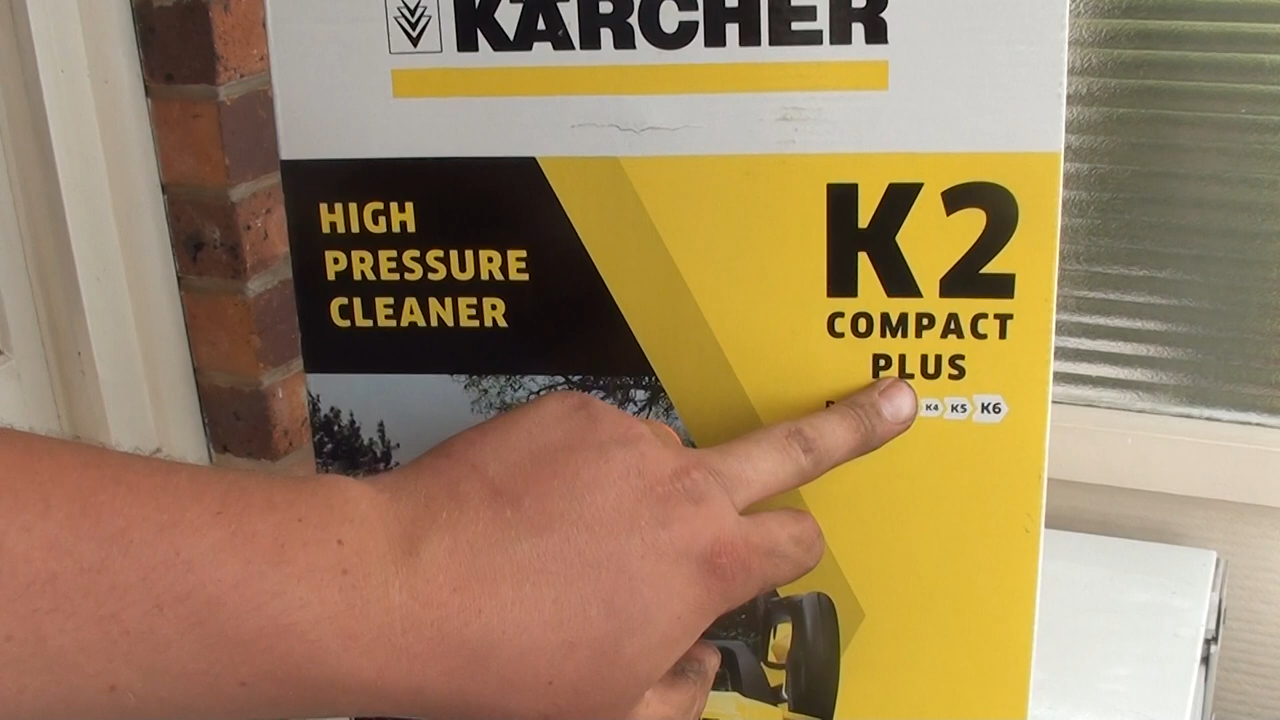 KÄRCHER
HIGH
PRESSURE
CLEANER
K2
COMPACT
PLUS
K4 K5 K6